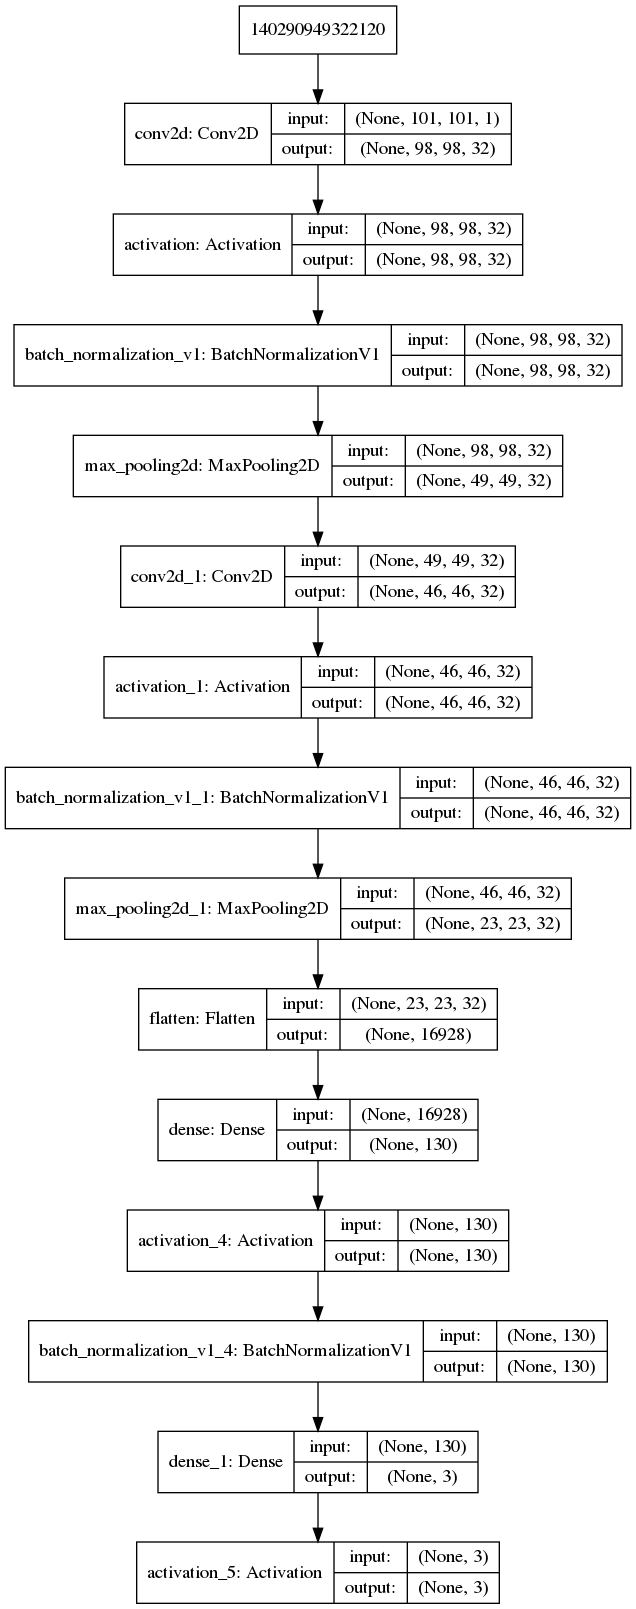 140290949322120
conv2d: Conv2D
input:
(None, 101, 101, 1)
output:
(None, 98, 98, 32)
activation: Activation
input:
(None, 98, 98, 32)
output:
(None, 98, 98, 32)
batch_normalization_v1: BatchNormalizationV1
input:
(None, 98, 98, 32)
output:
(None, 98, 98, 32)
max_pooling2d: MaxPooling2D
input:
(None, 98, 98, 32)
output:
(None, 49, 49, 32)
conv2d_1: Conv2D
input:
(None, 49, 49, 32)
output:
(None, 46, 46, 32)
activation_1: Activation
input:
(None, 46, 46, 32)
output:
(None, 46, 46, 32)
batch_normalization_v1_1: BatchNormalizationV1
input:
(None, 46, 46, 32)
output:
(None, 46, 46, 32)
max_pooling2d_1: MaxPooling2D
input:
(None, 46, 46, 32)
output:
(None, 23, 23, 32)
flatten: Flatten
input:
(None, 23, 23, 32)
output:
(None, 16928)
dense: Dense
input:
(None, 16928)
output:
(None, 130)
activation_4: Activation
input:
(None, 130)
output:
(None, 130)
batch_normalization_v1_4: BatchNormalizationV1
input:
(None, 130)
output:
(None, 130)
dense_1: Dense
input:
(None, 130)
output:
(None, 3)
activation_5: Activation
input:
(None, 3)
output:
(None, 3)